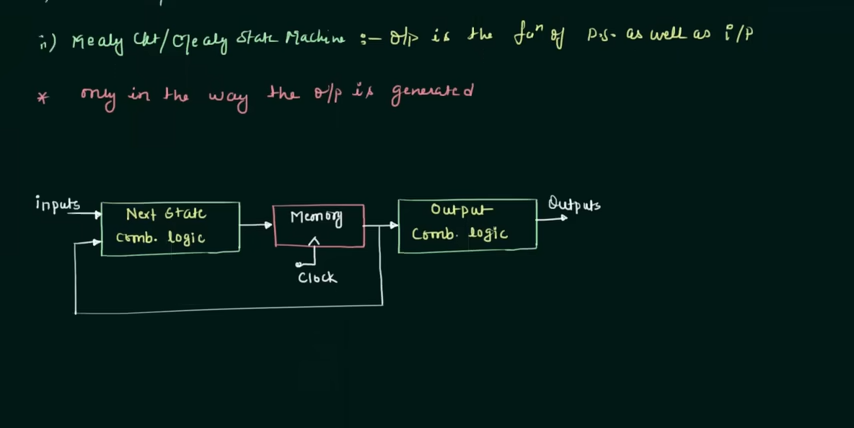 ii) Mealy Ckt/Mealy State Machine :- O/p is the fun of p.s. as well as i/p
* only in the way the o/p is generated
inputs
Next State
Comb. logic
Memory
Clock
Output
Comb. logic
Outputs